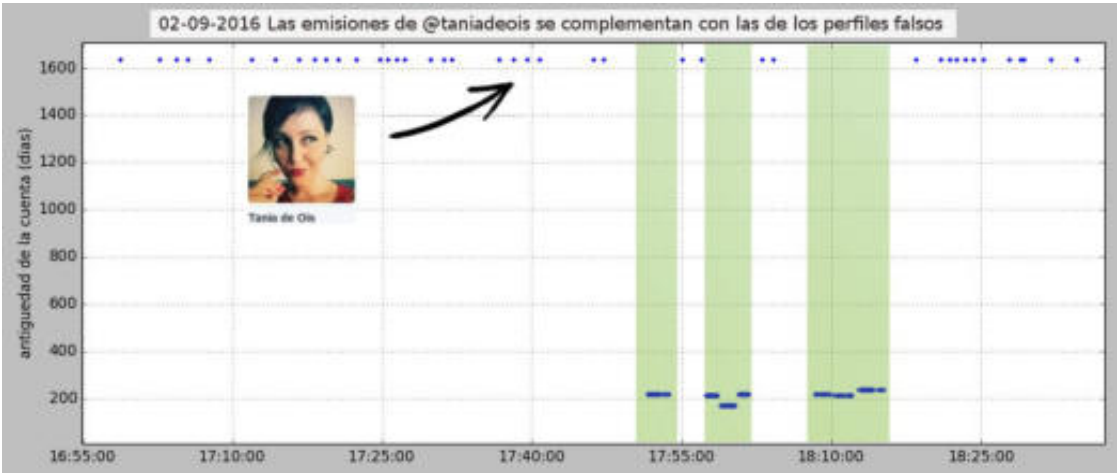 02-09-2016 Las emisiones de @taniadeois se complementan con las de los perfiles falsos
antiguedad de la cuenta (dias)
1600
1400
1200
1000
800
600
400
200
Tania de Ois
16:55:00 17:10:00 17:25:00 17:40:00 17:55:00 18:10:00 18:25:00